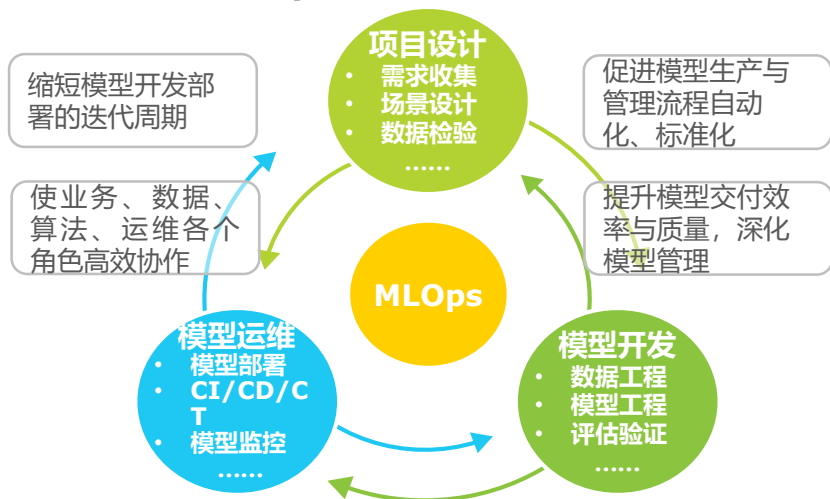 项目设计
• 需求收集
• 场景设计
• 数据检验
……
缩短模型开发部
署的迭代周期
促进模型生产与
管理流程自动
化、标准化
使业务、数据、
算法、运维各个
角色高效协作
提升模型交付效
率与质量，深化
模型管理
MLOps
模型运维
• 模型部署
• CI/CD/C
T
• 模型监控
……
模型开发
• 数据工程
• 模型工程
• 评估验证
……